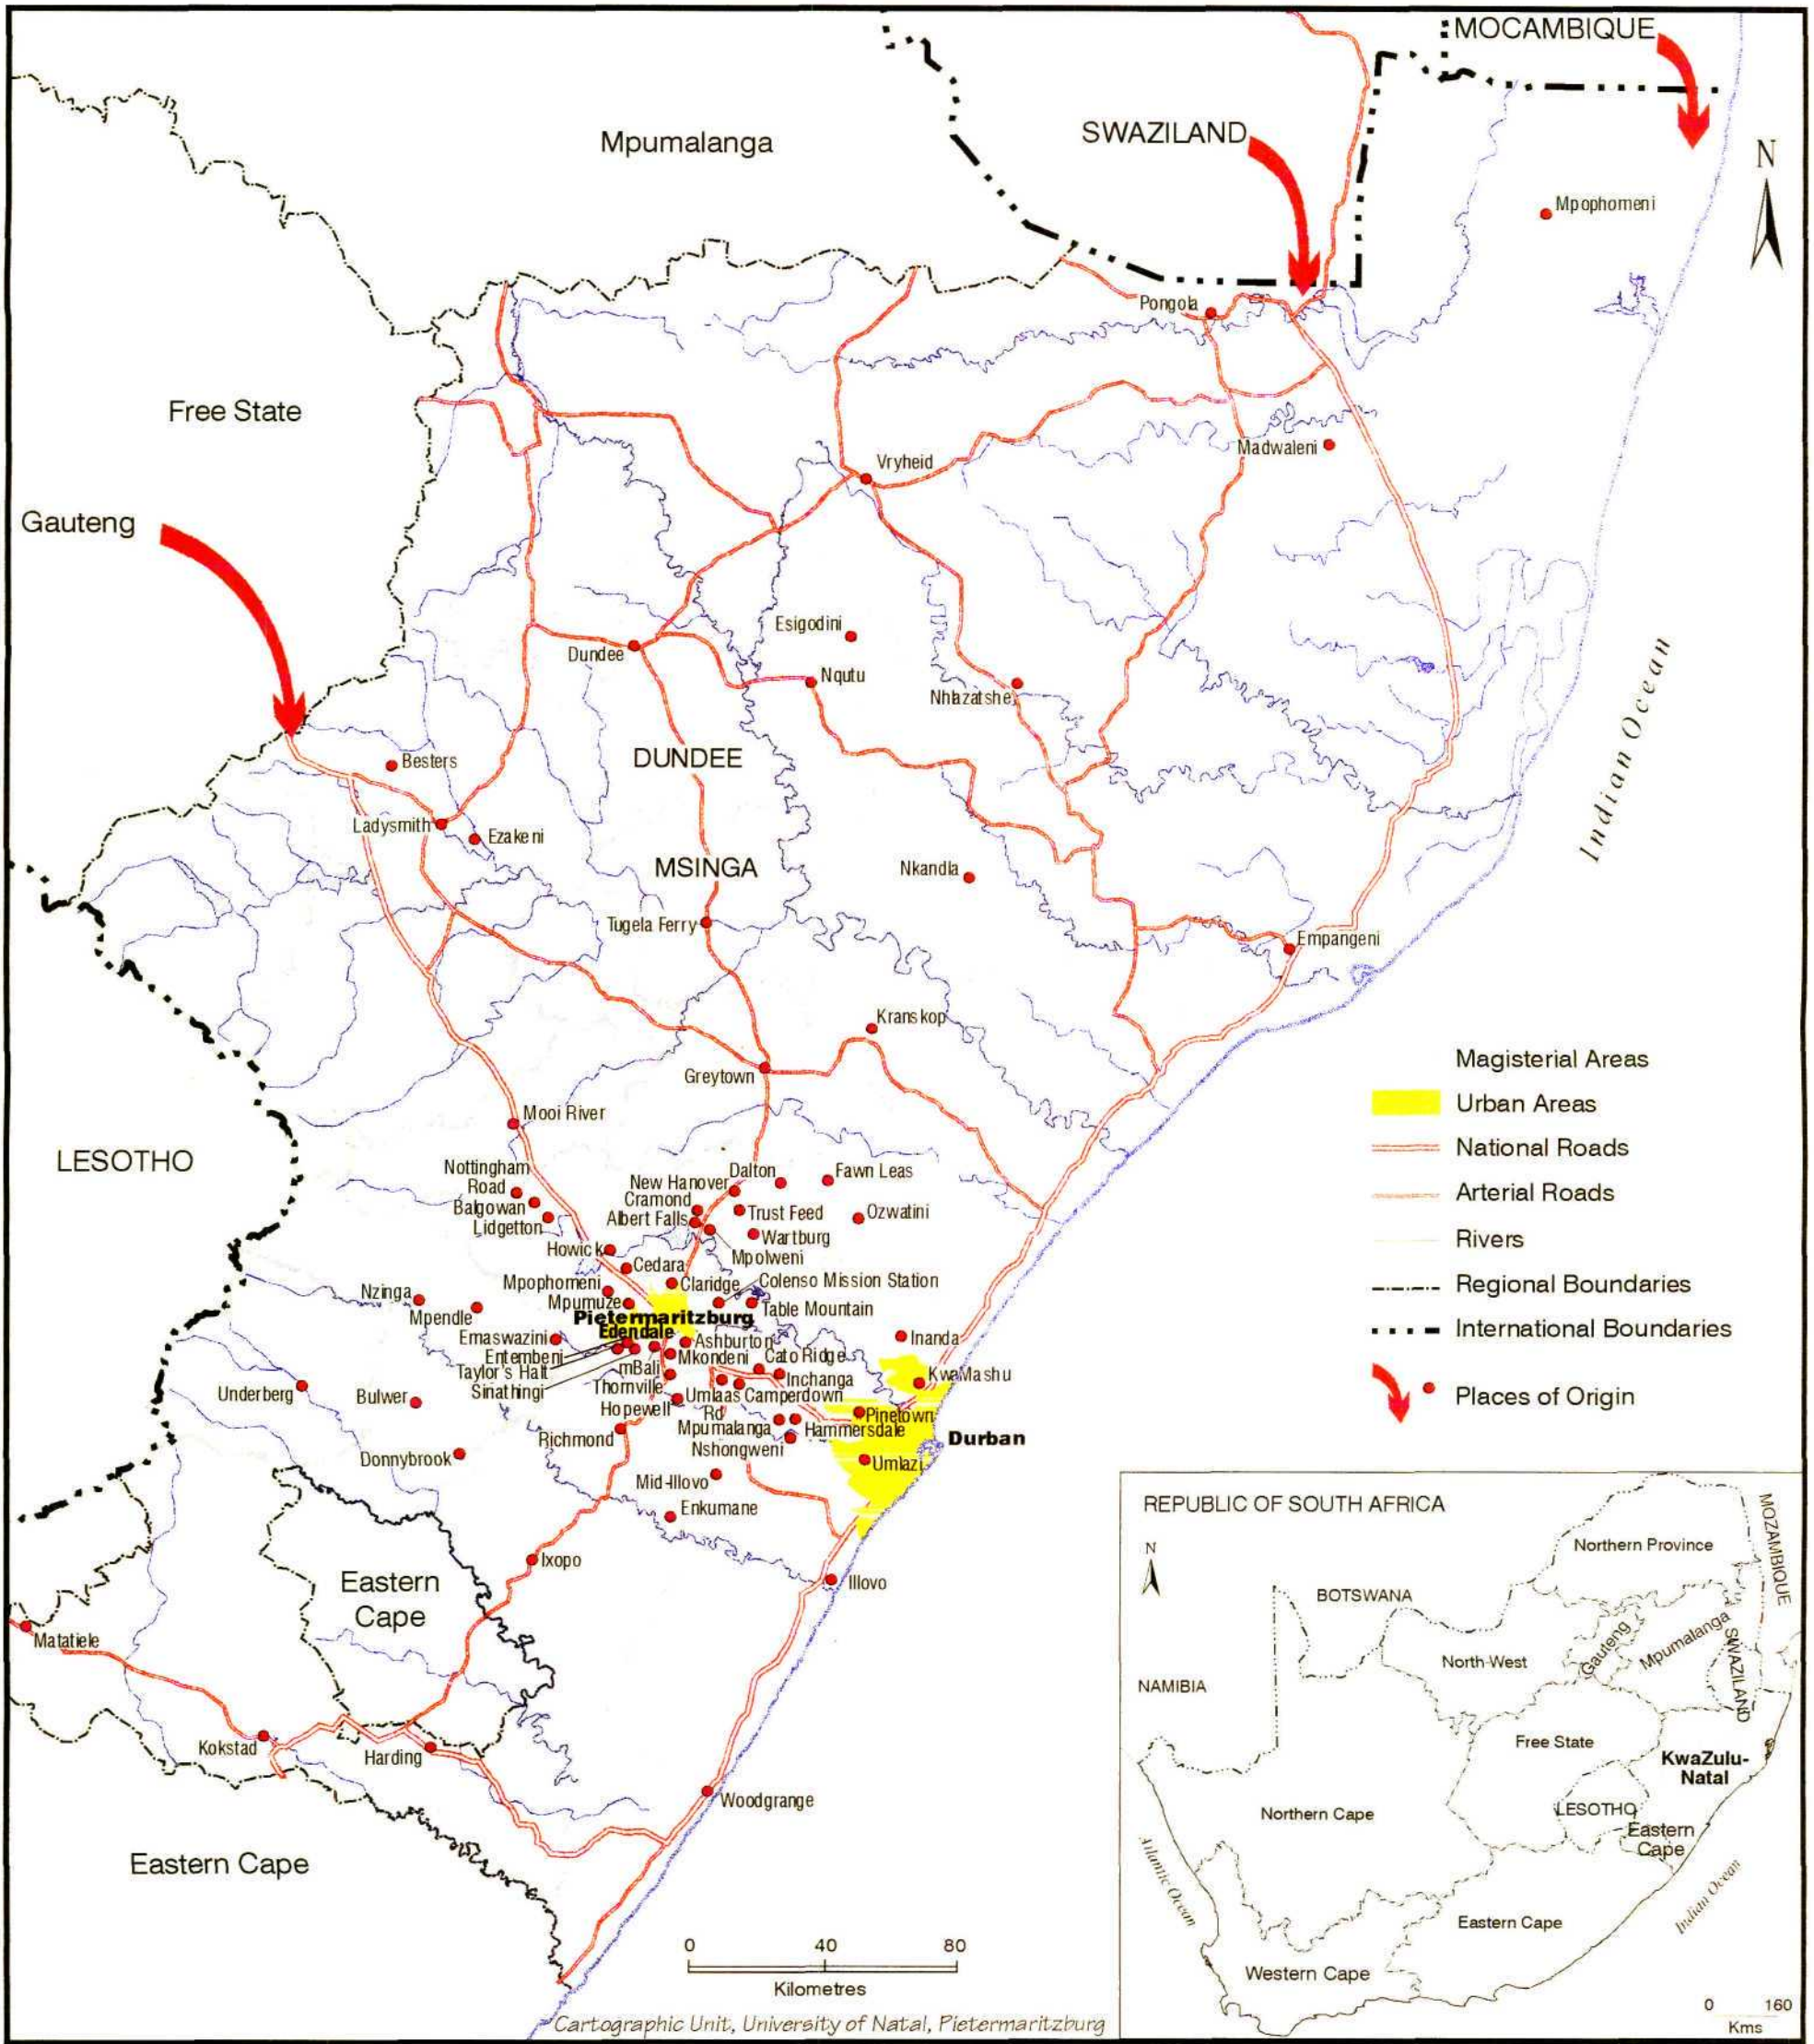 MOCAMBIQUE
SWAZILAND
Mpumalanga
N
Mpophomeni
Pongola
Free State
Madwaleni
Vryheid
Gauteng
Esigodini
Dundee
Nqutu
Nhlazatshe
Indian Ocean
DUNDEE
Besters
Ladysmith
Ezakeni
MSINGA
Nkandla
Tugela Ferry
Empangeni
Kranskop
Greytown
Mooi River
LESOTHO
Nottingham
Road
Balgowan
Lidgetton
New Hanover
Dalton
Fawn Leas
Cramond
Albert Falls
Trust Feed
Ozwatini
Wartburg
Mpolweni
Howick
Cedara
Mpophomeni
Claridge
Colenso Mission Station
Mpumuze
Table Mountain
Nzinga
Mpendle
Pietermaritzburg
Edendale
Emaswazini
Ashburton
Inanda
Entembeni
Mkondeni
Cato Ridge
Taylor's Halt
mBali
Inchanga
KwaMashu
Sinathingi
Thornville
Umlaas
Rd
Camperdown
Underberg
Bulwer
Hopewell
Pinetown
Mpumalanga
Hammersdale
Richmond
Nshongweni
Durban
Donnybrook
Umlazi
Mid-Illovo
Enkumane
Ixopo
Illovo
Eastern
Cape
Matatiele
Kokstad
Harding
Woodgrange
Eastern Cape
0 40 80
Kilometres
Cartographic Unit, University of Natal, Pietermaritzburg
Magisterial Areas
Urban Areas
National Roads
Arterial Roads
Rivers
Regional Boundaries
International Boundaries
Places of Origin
REPUBLIC OF SOUTH AFRICA
N
MOZAMBIQUE
Northern Province
BOTSWANA
Gauteng
Mpumalanga
SWAZILAND
North-West
NAMIBIA
Free State
KwaZulu-
Natal
Northern Cape
LESOTHO
Eastern
Cape
Atlantic Ocean
Indian Ocean
Eastern Cape
Western Cape
0 160
Kms